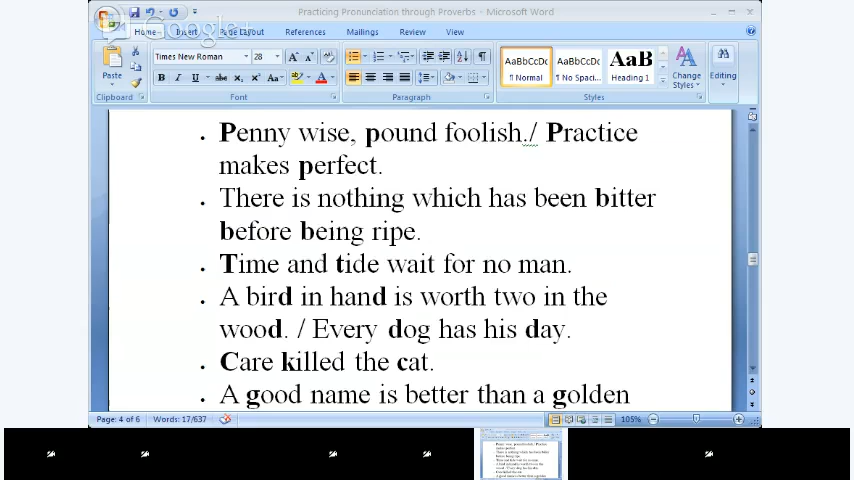 Practicing Pronunciation through Proverbs - Microsoft Word
Google+
Home Insert Page Layout References Mailings Review View
Times New Roman 28
Paste
AaBbCcDc AaBbCcDc AaB
¶ Normal ¶ No Spaci... Heading 1
Change Styles
Editing
Clipboard Font Paragraph Styles
• Penny wise, pound foolish./ Practice
makes perfect.
• There is nothing which has been bitter
before being ripe.
• Time and tide wait for no man.
• A bird in hand is worth two in the
wood. / Every dog has his day.
• Care killed the cat.
• A good name is better than a golden
Page: 4 of 6 Words: 17/637 105%